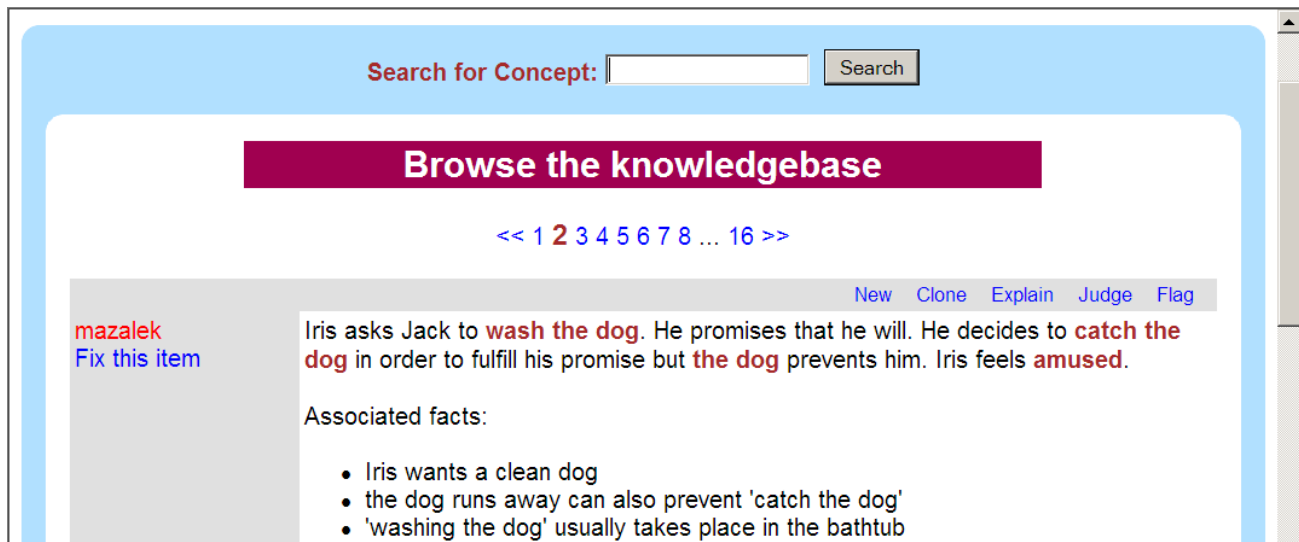 Search for Concept: Search
Browse the knowledgebase
<< 1 2 3 4 5 6 7 8 ... 16 >>
New Clone Explain Judge Flag
mazalek
Fix this item
Iris asks Jack to wash the dog. He promises that he will. He decides to catch the
dog in order to fulfill his promise but the dog prevents him. Iris feels amused.
Associated facts:
• Iris wants a clean dog
• the dog runs away can also prevent 'catch the dog'
• 'washing the dog' usually takes place in the bathtub